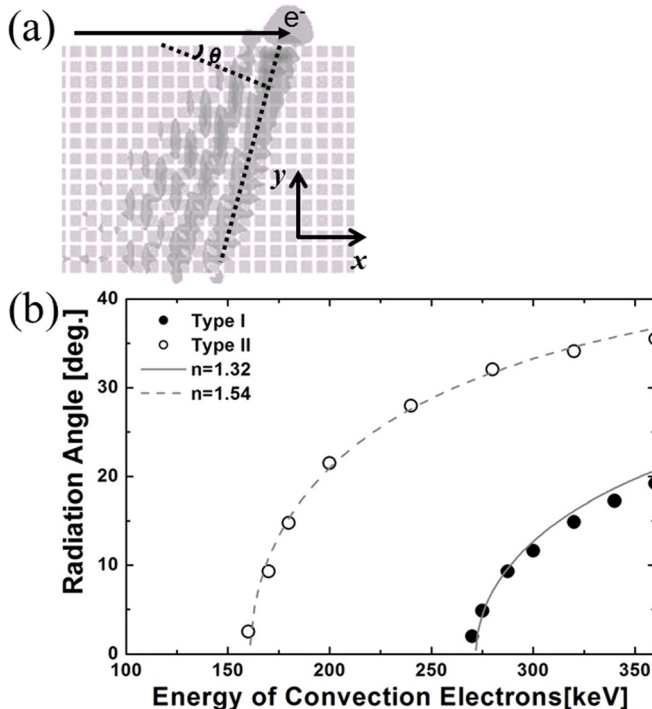 (a)
e-
θ
y
x
(b)
40
30
20
10
0
Radiation Angle [deg.]
Type I
Type II
n=1.32
n=1.54
100 150 200 250 300 350
Energy of Convection Electrons[keV]